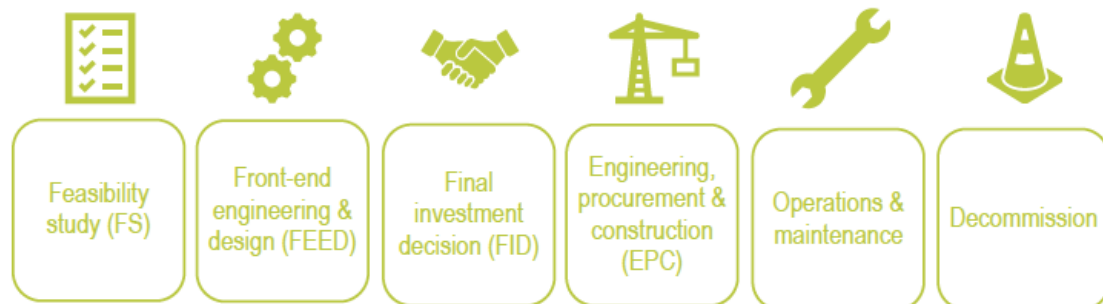 Feasibility
study (FS)
Front-end
engineering &
design (FEED)
Final
investment
decision (FID)
Engineering,
procurement &
construction
(EPC)
Operations &
maintenance
Decommission